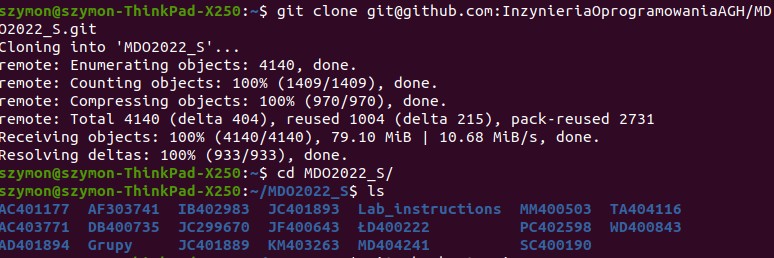 szymon@szymon-ThinkPad-X250:~$ git clone git@github.com:InzynieriaOprogramowaniaAGH/MD
O2022_S.git
Cloning into 'MDO2022_S'...
remote: Enumerating objects: 4140, done.
remote: Counting objects: 100% (1409/1409), done.
remote: Compressing objects: 100% (970/970), done.
remote: Total 4140 (delta 404), reused 1004 (delta 215), pack-reused 2731
Receiving objects: 100% (4140/4140), 79.10 MiB | 10.68 MiB/s, done.
Resolving deltas: 100% (933/933), done.
szymon@szymon-ThinkPad-X250:~$ cd MDO2022_S/
szymon@szymon-ThinkPad-X250:~/MDO2022_S$ ls
AC401177 AF303741 IB402983 JC401893 Lab_instructions MM400503 TA404116
AC403771 DB400735 JC299670 JF400643 ŁD400222 PC402598 WD400843
AD401894 Grupy JC401889 KM403263 MD404241 SC400190